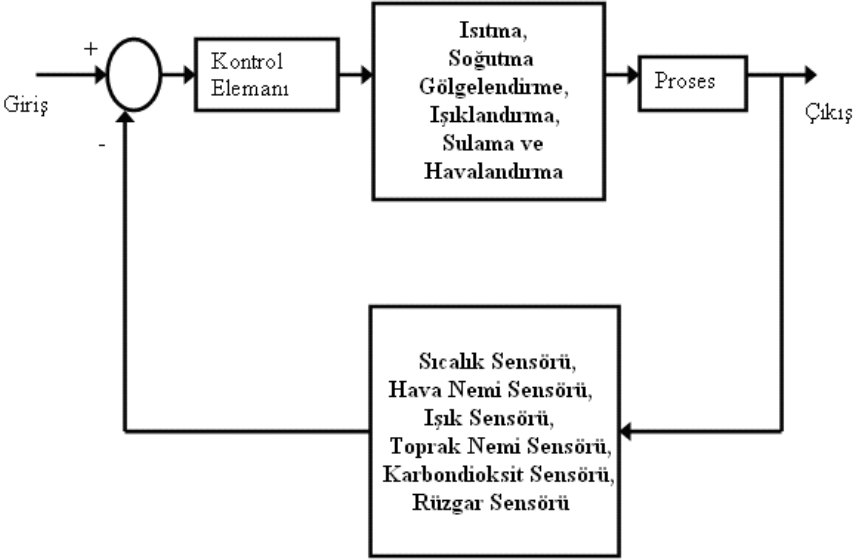 +
Giriş
-
Kontrol
Elemanı
Isıtma,
Soğutma
Gölgelendirme,
Işıklandırma,
Sulama ve
Havalandırma
Proses
Çıkış
Sıcalık Sensörü,
Hava Nemi Sensörü,
Işık Sensörü,
Toprak Nemi Sensörü,
Karbondioksit Sensörü,
Rüzgar Sensörü